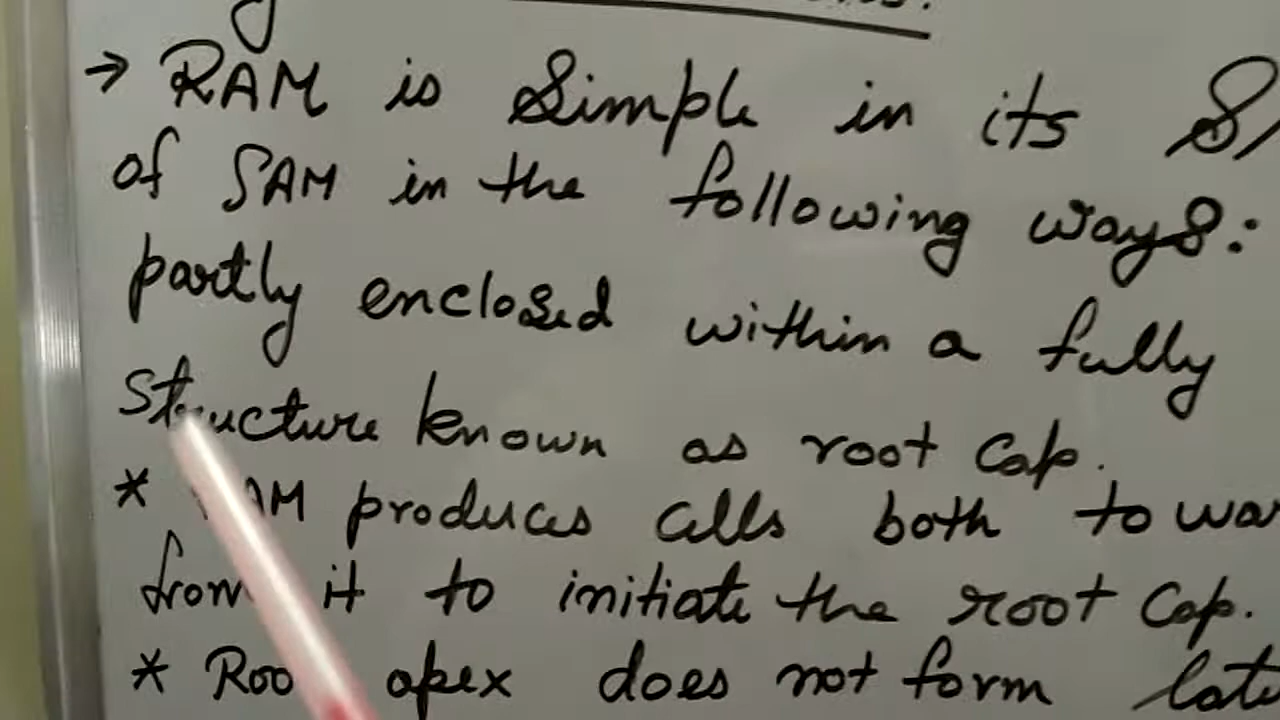 → RAM is Simple in its
of SAM in the following ways:
partly enclosed within a fully
structure known as root cap.
* produces cells both
from it to initiate the root cap.
* Root apex does not form